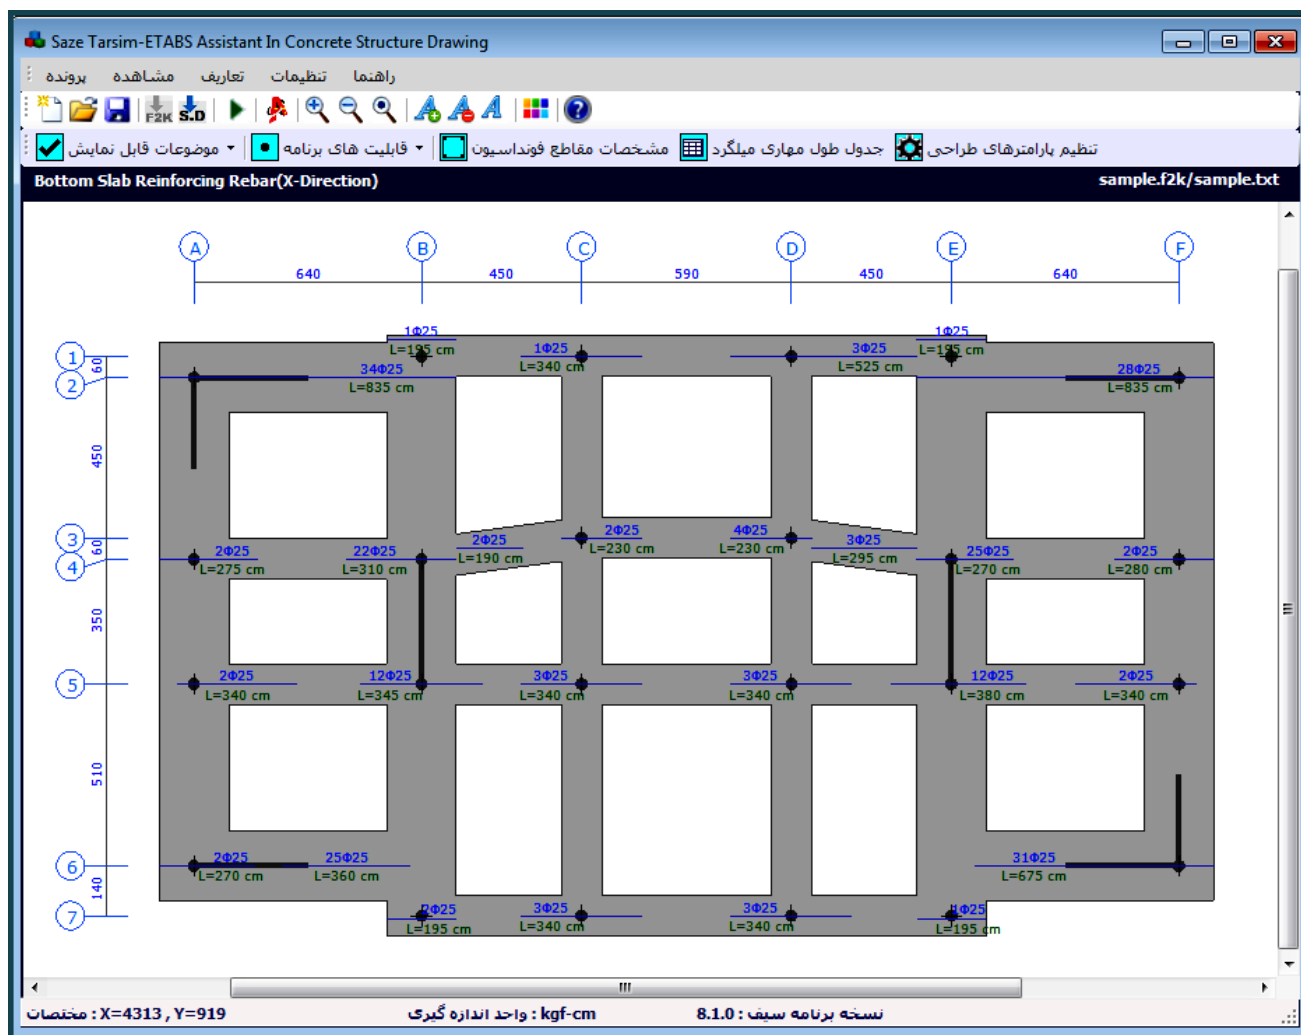 Saze Tarsim-ETABS Assistant In Concrete Structure Drawing
پرونده مشاهده تعاریف تنظیمات راهنما
F2K S.D A A A ?
موضوعات قابل نمایش قابلیت های برنامه مشخصات مقاطع فونداسیون جدول طول مهاری میلگرد تنظیم پارامترهای طراحی
Bottom Slab Reinforcing Rebar(X-Direction) sample.f2k/sample.txt
A B C D E F
640 450 590 450 640
1Φ25 1Φ25
1 L=195 cm 1Φ25 3Φ25 L=195 cm
60 34Φ25 L=340 cm L=525 cm 28Φ25
2 L=835 cm L=835 cm
450
3 2Φ25 4Φ25
60 2Φ25 22Φ25 2Φ25 L=230 cm L=230 cm 3Φ25 25Φ25 2Φ25
4 L=275 cm L=310 cm L=190 cm L=295 cm L=270 cm L=280 cm
350
2Φ25 12Φ25 3Φ25 3Φ25 12Φ25 2Φ25
5 L=340 cm L=345 cm L=340 cm L=340 cm L=380 cm L=340 cm
510
2Φ25 25Φ25 31Φ25
6 L=270 cm L=360 cm L=675 cm
140
2Φ25 3Φ25 3Φ25 1Φ25
7 L=195 cm L=340 cm L=340 cm L=195 cm
مختصات : X=4313 , Y=919 واحد اندازه گیری : kgf-cm نسخه برنامه سیف : 8.1.0